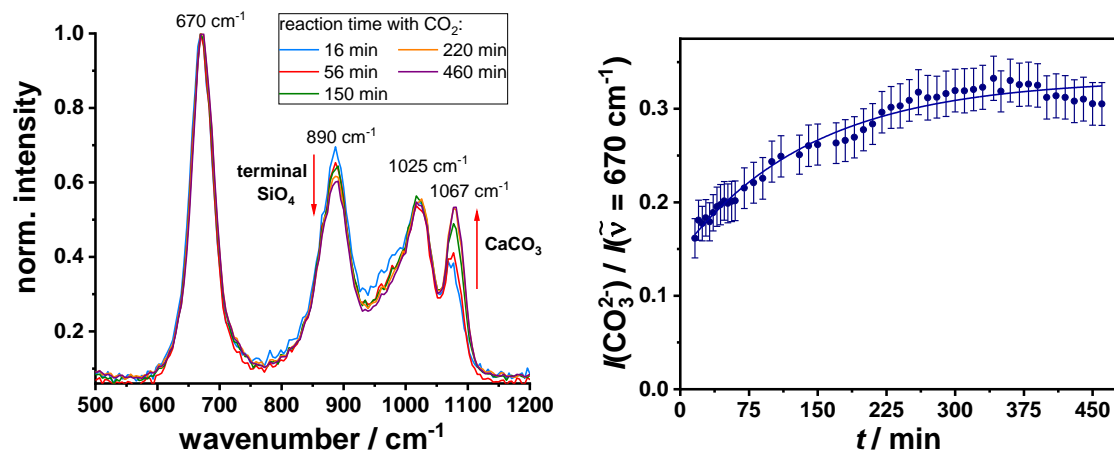 670 cm⁻¹
reaction time with CO₂:
16 min 220 min
56 min 460 min
150 min
890 cm⁻¹
terminal
SiO₄
1025 cm⁻¹
1067 cm⁻¹
CaCO₃
norm. intensity
1.0
0.8
0.6
0.4
0.2
500 600 700 800 900 1000 1100 1200
wavenumber / cm⁻¹
I(CO₃²⁻) / I(ν̃ = 670 cm⁻¹)
0.3
0.2
0.1
0.0
0 75 150 225 300 375 450
t / min